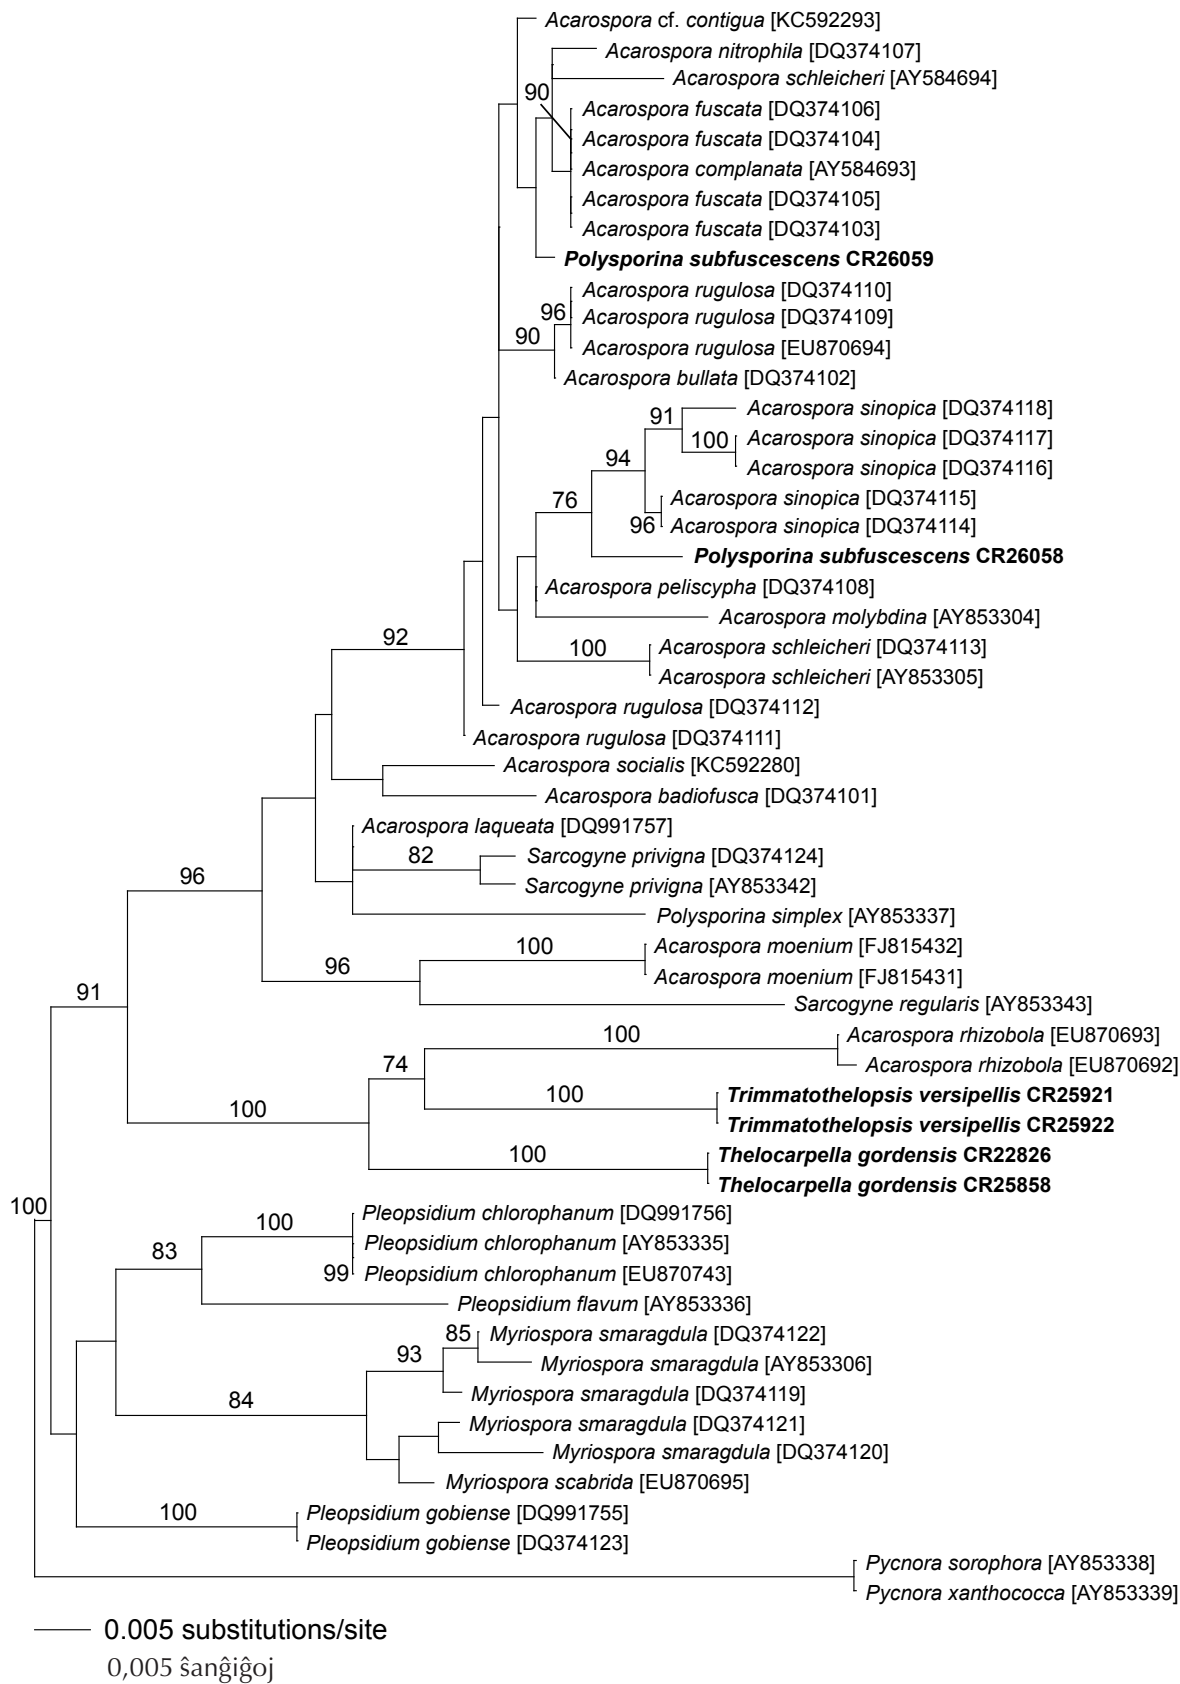 Acarospora cf. contigua [KC592293]
Acarospora nitrophila [DQ374107]
Acarospora schleicheri [AY584694]
90
Acarospora fuscata [DQ374106]
Acarospora fuscata [DQ374104]
Acarospora complanata [AY584693]
Acarospora fuscata [DQ374105]
Acarospora fuscata [DQ374103]
Polysporina subfuscescens CR26059
Acarospora rugulosa [DQ374110]
96
Acarospora rugulosa [DQ374109]
90
Acarospora rugulosa [EU870694]
Acarospora bullata [DQ374102]
Acarospora sinopica [DQ374118]
91
100
Acarospora sinopica [DQ374117]
94
Acarospora sinopica [DQ374116]
76
Acarospora sinopica [DQ374115]
96
Acarospora sinopica [DQ374114]
Polysporina subfuscescens CR26058
Acarospora peliscypha [DQ374108]
Acarospora molybdina [AY853304]
92
100
Acarospora schleicheri [DQ374113]
Acarospora schleicheri [AY853305]
Acarospora rugulosa [DQ374112]
Acarospora rugulosa [DQ374111]
Acarospora socialis [KC592280]
Acarospora badiofusca [DQ374101]
Acarospora laqueata [DQ991757]
82
Sarcogyne privigna [DQ374124]
96
Sarcogyne privigna [AY853342]
Polysporina simplex [AY853337]
100
Acarospora moenium [FJ815432]
96
Acarospora moenium [FJ815431]
91
Sarcogyne regularis [AY853343]
100
Acarospora rhizobola [EU870693]
74
Acarospora rhizobola [EU870692]
100
Trimmatothelopsis versipellis CR25921
100
Trimmatothelopsis versipellis CR25922
100
Thelocarpella gordensis CR22826
Thelocarpella gordensis CR25858
100
100
Pleopsidium chlorophanum [DQ991756]
83
Pleopsidium chlorophanum [AY853335]
99
Pleopsidium chlorophanum [EU870743]
Pleopsidium flavum [AY853336]
85
Myriospora smaragdula [DQ374122]
93
Myriospora smaragdula [AY853306]
84
Myriospora smaragdula [DQ374119]
Myriospora smaragdula [DQ374121]
Myriospora smaragdula [DQ374120]
Myriospora scabrida [EU870695]
100
Pleopsidium gobiense [DQ991755]
Pleopsidium gobiense [DQ374123]
Pycnora sorophora [AY853338]
Pycnora xanthococca [AY853339]
0.005 substitutions/site
0,005 ŝanĝiĝoj